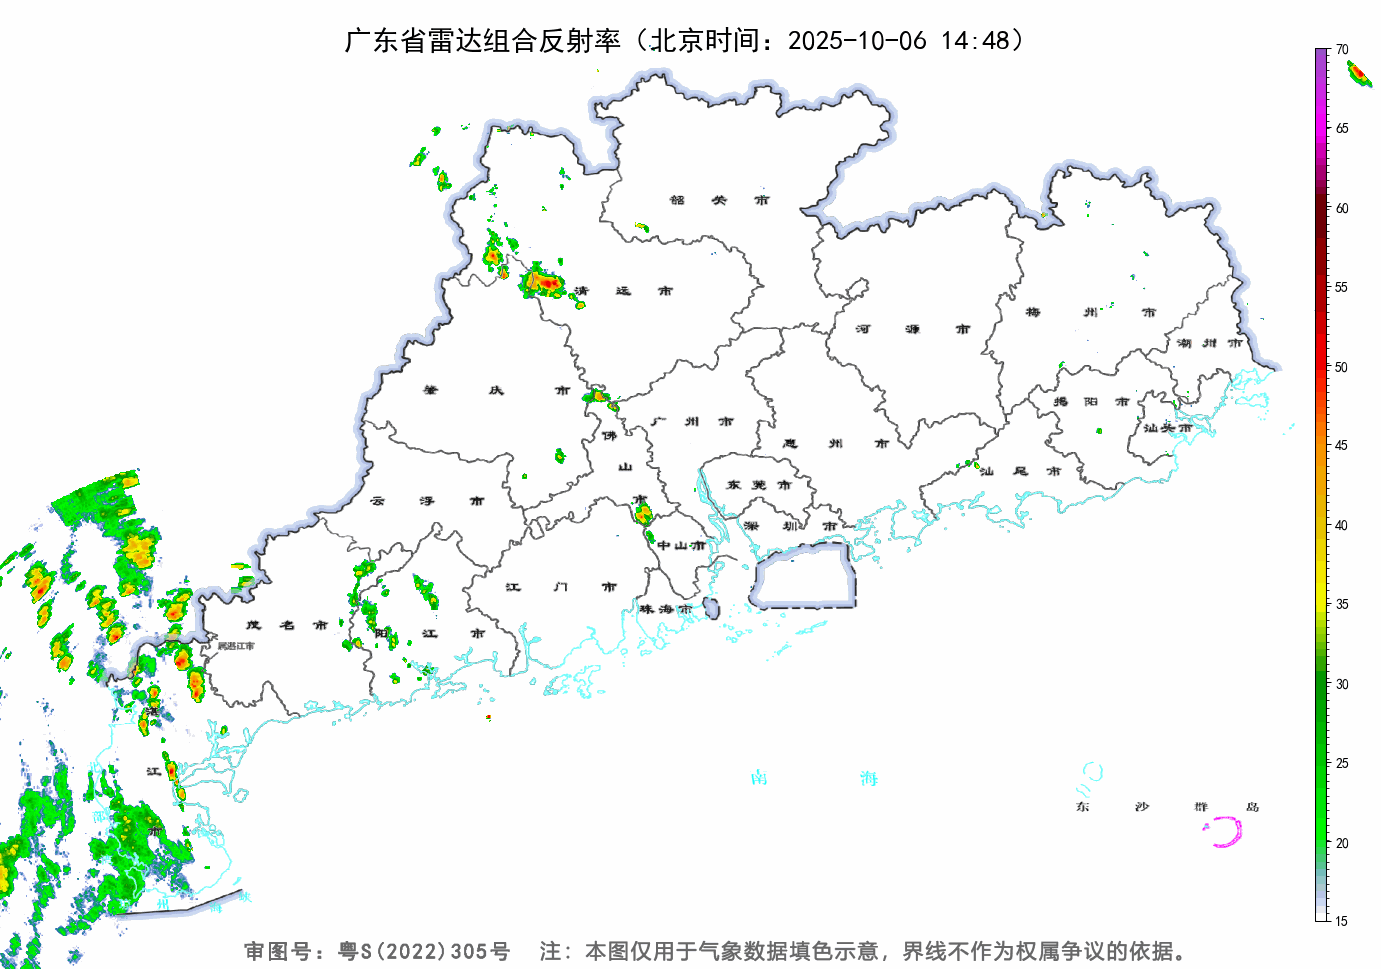 广东省雷达组合反射率（北京时间：2025-10-06 14:48）
70
65
60
55
50
45
40
35
30
25
20
15
韶关市
清远市
河源市
梅州市
潮州市
肇庆市
广州市
惠州市
揭阳市
汕头市
汕尾市
佛山市
东莞市
深圳市
云浮市
中山市
江门市
珠海市
茂名市
阳江市
属湛江市
湛江市
南海
东沙群岛
琼州海峡
审图号：粤S(2022)305号 注：本图仅用于气象数据填色示意，界线不作为权属争议的依据。